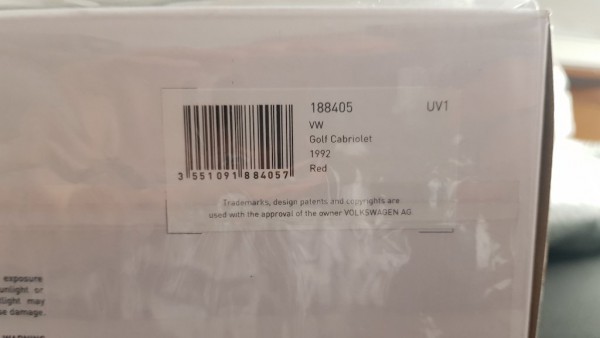 188405 UV1
VW
Golf Cabriolet
1992
Red
3 551091 884057
Trademarks, design patents and copyrights are
used with the approval of the owner VOLKSWAGEN AG
exposure
unlight or
light may
se damage.
WARNING